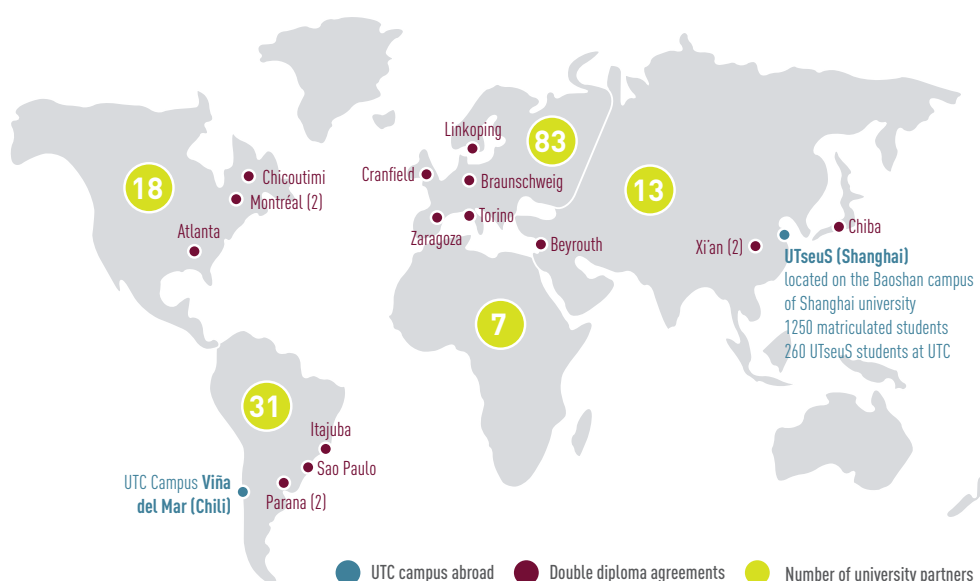 Linkoping
83
Cranfield
Braunschweig
18
Chicoutimi
Montréal (2)
13
Zaragoza
Torino
Atlanta
Beyrouth
Xi'an (2)
Chiba
UTseuS (Shanghai)
located on the Baoshan campus
of Shanghai university
1250 matriculated students
260 UTseuS students at UTC
7
31
Itajuba
Sao Paulo
Parana (2)
UTC Campus Viña
del Mar (Chili)
UTC campus abroad
Double diploma agreements
Number of university partners